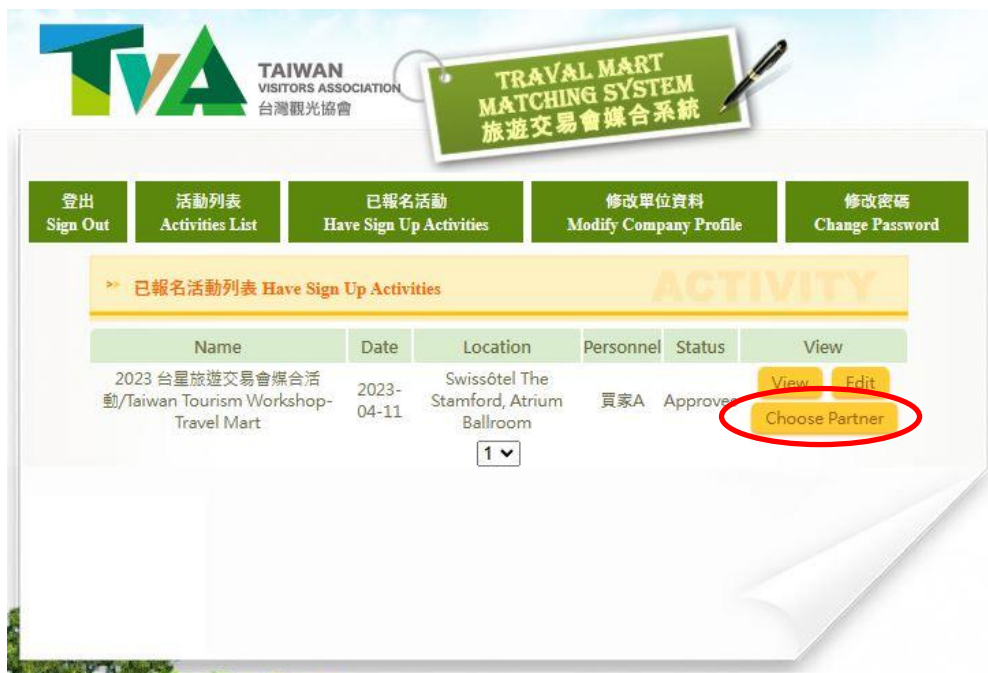 TVA
TAIWAN
VISITORS ASSOCIATION
台灣觀光協會
TRAVAL MART
MATCHING SYSTEM
旅遊交易會媒合系統
登出
Sign Out
活動列表
Activities List
已報名活動
Have Sign Up Activities
修改單位資料
Modify Company Profile
修改密碼
Change Password
已報名活動列表 Have Sign Up Activities
ACTIVITY
Name Date Location Personnel Status View
2023 台星旅遊交易會媒合活
動/Taiwan Tourism Workshop-
Travel Mart
2023-
04-11
Swissôtel The
Stamford, Atrium
Ballroom
買家A
Approved
View Edit
Choose Partner
1